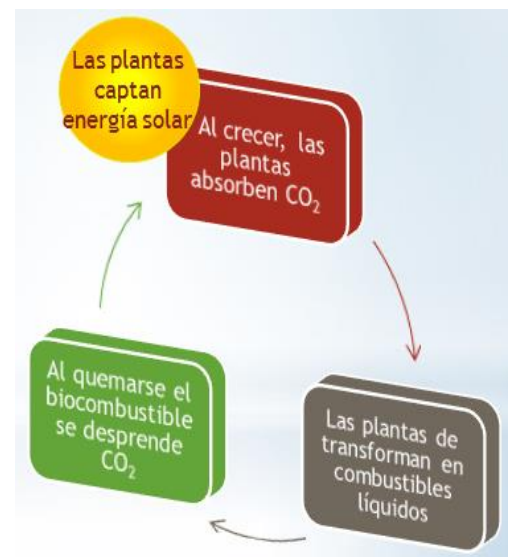 Las plantas
captan
energía solar
Al crecer, las
plantas
absorben CO₂
Las plantas de
transforman en
combustibles
líquidos
Al quemarse el
biocombustible
se desprende
CO₂